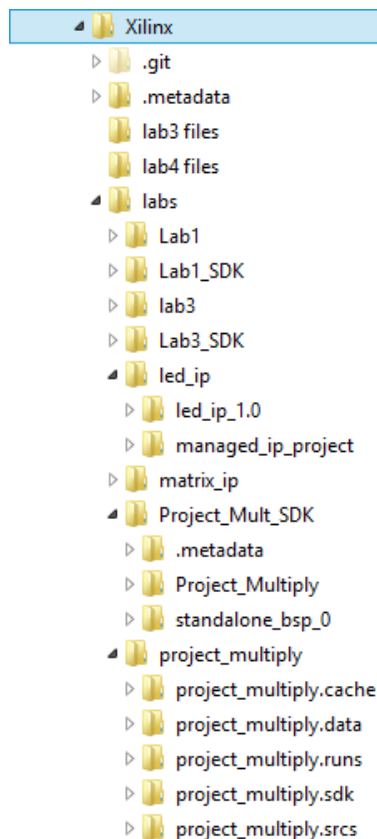 Xilinx
.git
.metadata
lab3 files
lab4 files
labs
Lab1
Lab1_SDK
lab3
Lab3_SDK
led_ip
led_ip_1.0
managed_ip_project
matrix_ip
Project_Mult_SDK
.metadata
Project_Multiply
standalone_bsp_0
project_multiply
project_multiply.cache
project_multiply.data
project_multiply.runs
project_multiply.sdk
project_multiply.srcs